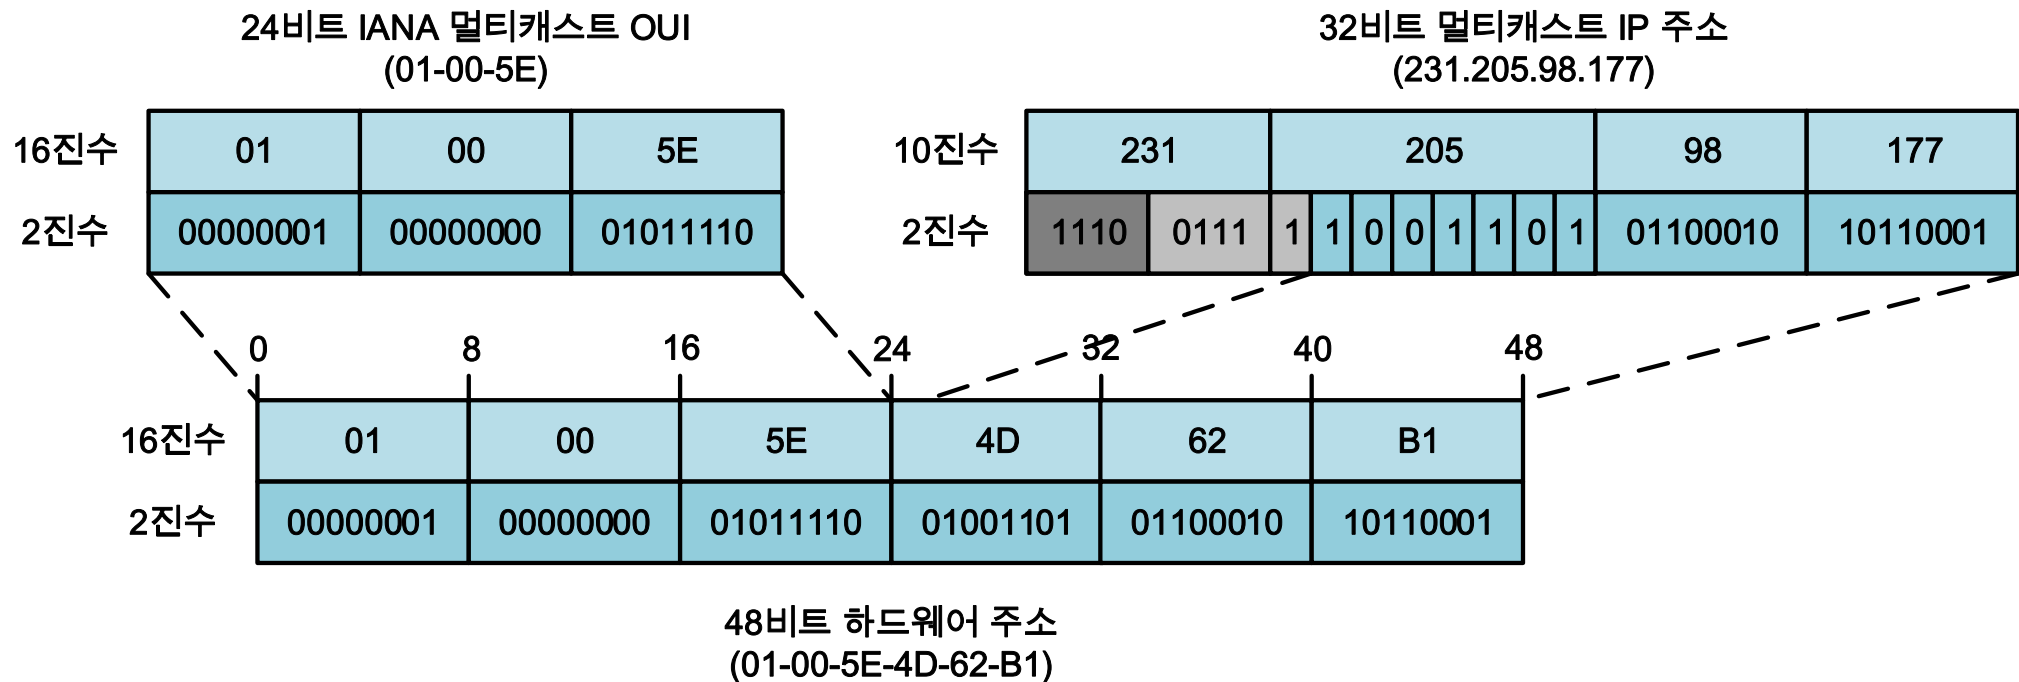 24비트 IANA 멀티캐스트 OUI
(01-00-5E)
16진수 01 00 5E
2진수 00000001 00000000 01011110
32비트 멀티캐스트 IP 주소
(231.205.98.177)
10진수 231 205 98 177
2진수 1110 0111 1 1 0 0 1 1 0 1 01100010 10110001
0 8 16 24 32 40 48
16진수 01 00 5E 4D 62 B1
2진수 00000001 00000000 01011110 01001101 01100010 10110001
48비트 하드웨어 주소
(01-00-5E-4D-62-B1)